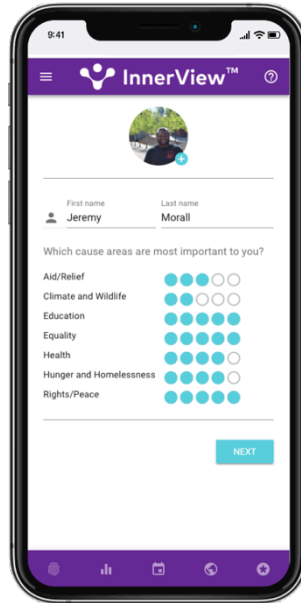 9:41
InnerView™
First name Last name
Jeremy Morall
Which cause areas are most important to you?
Aid/Relief
Climate and Wildlife
Education
Equality
Health
Hunger and Homelessness
Rights/Peace
NEXT